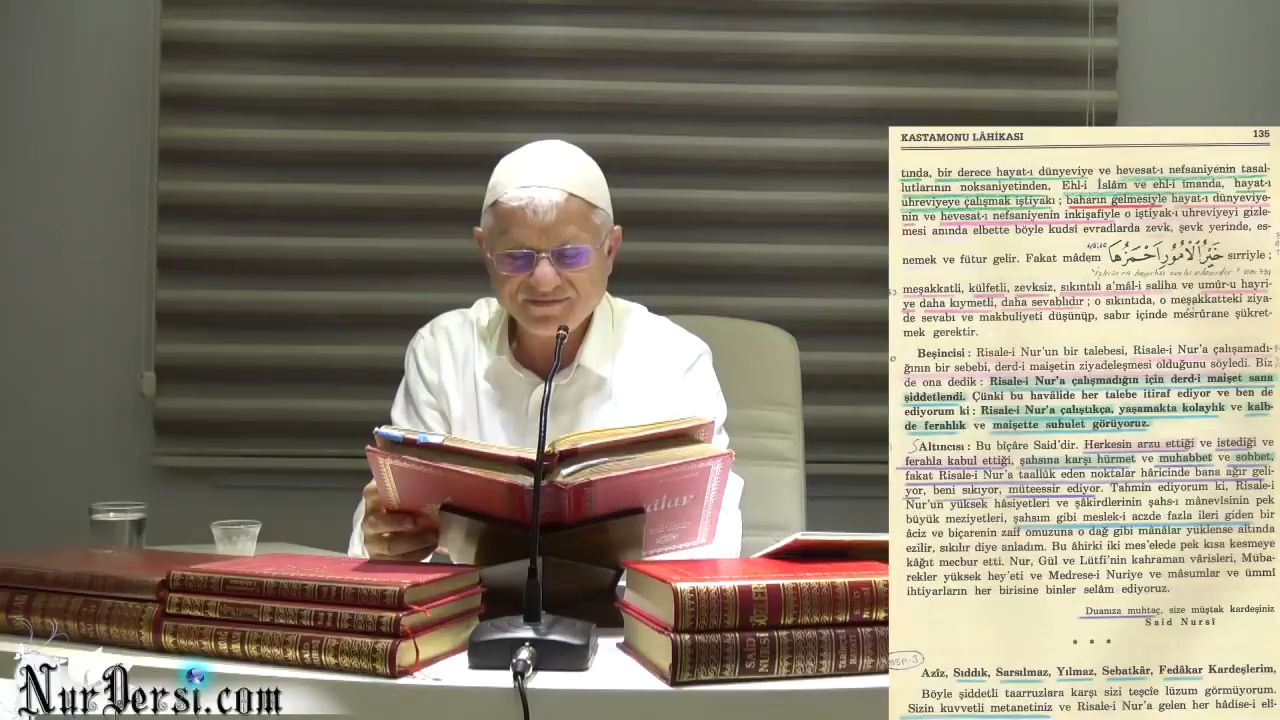 KASTAMONU LÂHİKASI 135
tında, bir derece hayat-ı dünyeviye ve hevesat-ı nefsaniyenin tasal-
lutlarının noksaniyetinden, Ehl-i İslâm ve ehl-i imanda, hayat-ı
uhreviyeye çalışmak iştiyakı ; baharın gelmesiyle hayat-ı dünyeviye-
nin ve hevesat-ı nefsaniyenin inkişafiyle o iştiyak-ı uhreviyeyi gizle-
mesi anında elbette böyle kudsî evradlarda zevk, şevk yerinde, es-
nemek ve fütur gelir. Fakat mâdem خَيْرُ الْاُمُورِ اَحْمَزُهَا sırriyle ;
meşakkatli, külfetli, zevksiz, sıkıntılı a'mâl-i saliha ve umûr-u hayri-
ye daha kıymetli, daha sevablıdır ; o sıkıntıda, o meşakkatteki ziya-
de sevabı ve makbuliyeti düşünüp, sabır içinde mesrûrane şükret-
mek gerektir.
Beşincisi : Risale-i Nur'un bir talebesi, Risale-i Nur'a çalışamadı-
ğının bir sebebi, derd-i maişetin ziyadeleşmesi olduğunu söyledi. Biz
de ona dedik : Risale-i Nur'a çalışmadığın için derd-i maişet sana
şiddetlendi. Çünki bu havâlide her talebe itiraf ediyor ve ben de
ediyorum ki : Risale-i Nur'a çalıştıkça, yaşamakta kolaylık ve kalb-
de ferahlık ve maişette suhulet görüyoruz.
Altıncısı : Bu bîçâre Said'dir. Herkesin arzu ettiği ve istediği ve
ferahla kabul ettiği, şahsına karşı hürmet ve muhabbet ve sohbet,
fakat Risale-i Nur'a taallûk eden noktalar hâricinde bana ağır geli-
yor, beni sıkıyor, müteessir ediyor. Tahmin ediyorum ki, Risale-i
Nur'un yüksek hâsiyetleri ve şâkirdlerinin şahs-ı mânevîsinin pek
büyük meziyetleri, şahsım gibi meslek-i aczde fazla ileri giden bir
âciz ve biçarenin zaif omuzuna o dağ gibi mânâlar yüklense altında
ezilir, sıkılır diye anladım. Bu âhirki iki mes'elede pek kısa kesmeye
kâğıt mecbur etti. Nur, Gül ve Lütfi'nin kahraman vârisleri, Müba-
rekler yüksek hey'eti ve Medrese-i Nuriye ve mâsumlar ve ümmî
ihtiyarların her birisine binler selâm ediyoruz.
Duanıza muhtaç, size müştak kardeşiniz
Said Nursî
* * *
Azîz, Sıddık, Sarsılmaz, Yılmaz, Sebatkâr, Fedâkar Kardeşlerim,
Böyle şiddetli taarruzlara karşı sizi teşcie lüzum görmüyorum.
Sizin kuvvetli metanetiniz ve Risale-i Nur'a gelen her hâdise-i elî-
SAİD
NURSÎ
NurDersi.com